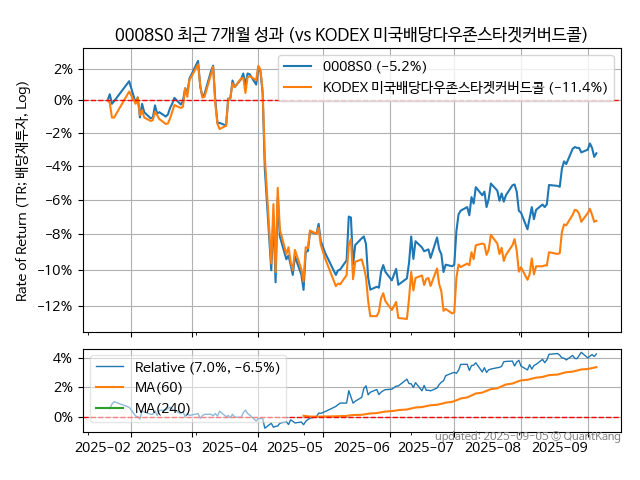 0008S0 최근 7개월 성과 (vs KODEX 미국배당다우존스타겟커버드콜)
0008S0 (−5.2%)
KODEX 미국배당다우존스타겟커버드콜 (−11.4%)
Rate of Return (TR: 배당재투자, Log)
2%
0%
−2%
−4%
−6%
−8%
−10%
−12%
Relative (7.0%, −6.5%)
MA(60)
MA(240)
4%
2%
0%
2025-02 2025-03 2025-04 2025-05 2025-06 2025-07 2025-08 2025-09
updated: 2025-09-05 © QuantKang